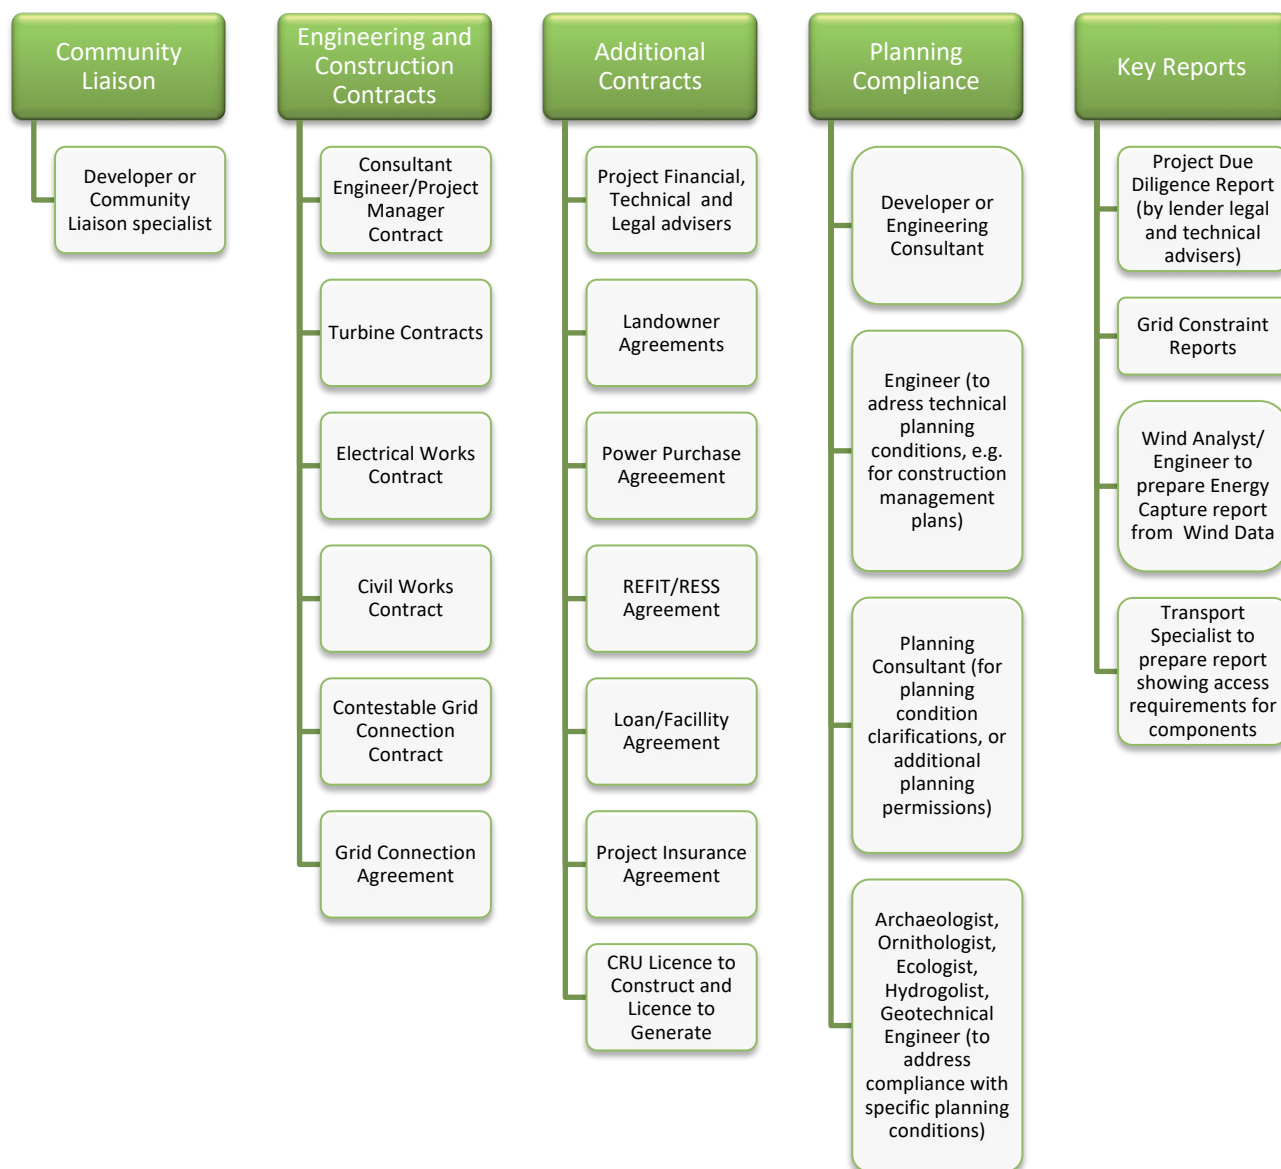 Community
Liaison
Developer or
Community
Liaison specialist
Engineering and
Construction
Contracts
Consultant
Engineer/Project
Manager
Contract
Turbine Contracts
Electrical Works
Contract
Civil Works
Contract
Contestable Grid
Connection
Contract
Grid Connection
Agreement
Additional
Contracts
Project Financial,
Technical and
Legal advisers
Landowner
Agreements
Power Purchase
Agreeement
REFIT/RESS
Agreement
Loan/Facillity
Agreement
Project Insurance
Agreement
CRU Licence to
Construct and
Licence to
Generate
Planning
Compliance
Developer or
Engineering
Consultant
Engineer (to
adress technical
planning
conditions, e.g.
for construction
management
plans)
Planning
Consultant (for
planning
condition
clarifications, or
additional
planning
permissions)
Archaeologist,
Ornithologist,
Ecologist,
Hydrogolist,
Geotechnical
Engineer (to
address
compliance with
specific planning
conditions)
Key Reports
Project Due
Diligence Report
(by lender legal
and technical
advisers)
Grid Constraint
Reports
Wind Analyst/
Engineer to
prepare Energy
Capture report
from Wind Data
Transport
Specialist to
prepare report
showing access
requirements for
components